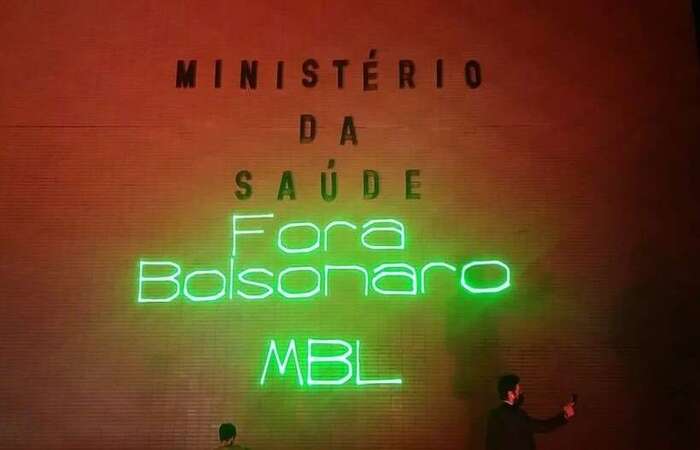 MINISTÉRIO
DA
SAÚDE
Fora
Bolsonaro
MBL